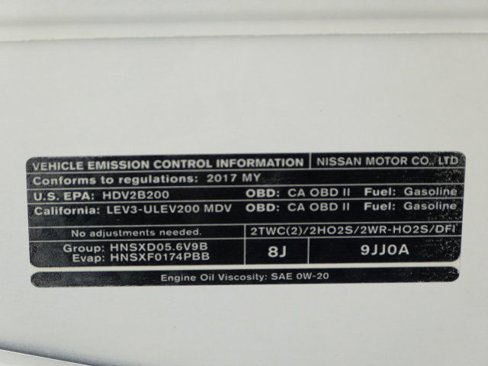 VEHICLE EMISSION CONTROL INFORMATION NISSAN MOTOR CO., LTD
Conforms to regulations: 2017 MY
U.S. EPA: HDV2B200 OBD: CA OBD II Fuel: Gasoline
California: LEV3-ULEV200 MDV OBD: CA OBD II Fuel: Gasoline
No adjustments needed. 2TWC(2)/2HO2S/2WR-HO2S/DFI
Group: HNSXD05.6V9B
Evap: HNSXF0174PBB
8J 9JJ0A
Engine Oil Viscosity: SAE 0W-20